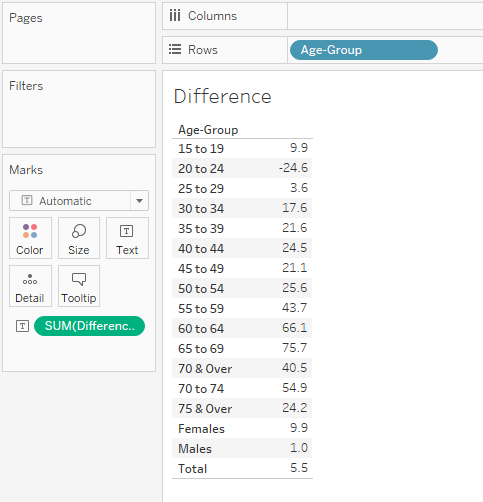 Pages
Columns
Rows Age-Group
Filters
Marks
Automatic
Color Size Text
Detail Tooltip
SUM(Differenc..
Difference
Age-Group
15 to 19 9.9
20 to 24 -24.6
25 to 29 3.6
30 to 34 17.6
35 to 39 21.6
40 to 44 24.5
45 to 49 21.1
50 to 54 25.6
55 to 59 43.7
60 to 64 66.1
65 to 69 75.7
70 & Over 40.5
70 to 74 54.9
75 & Over 24.2
Females 9.9
Males 1.0
Total 5.5